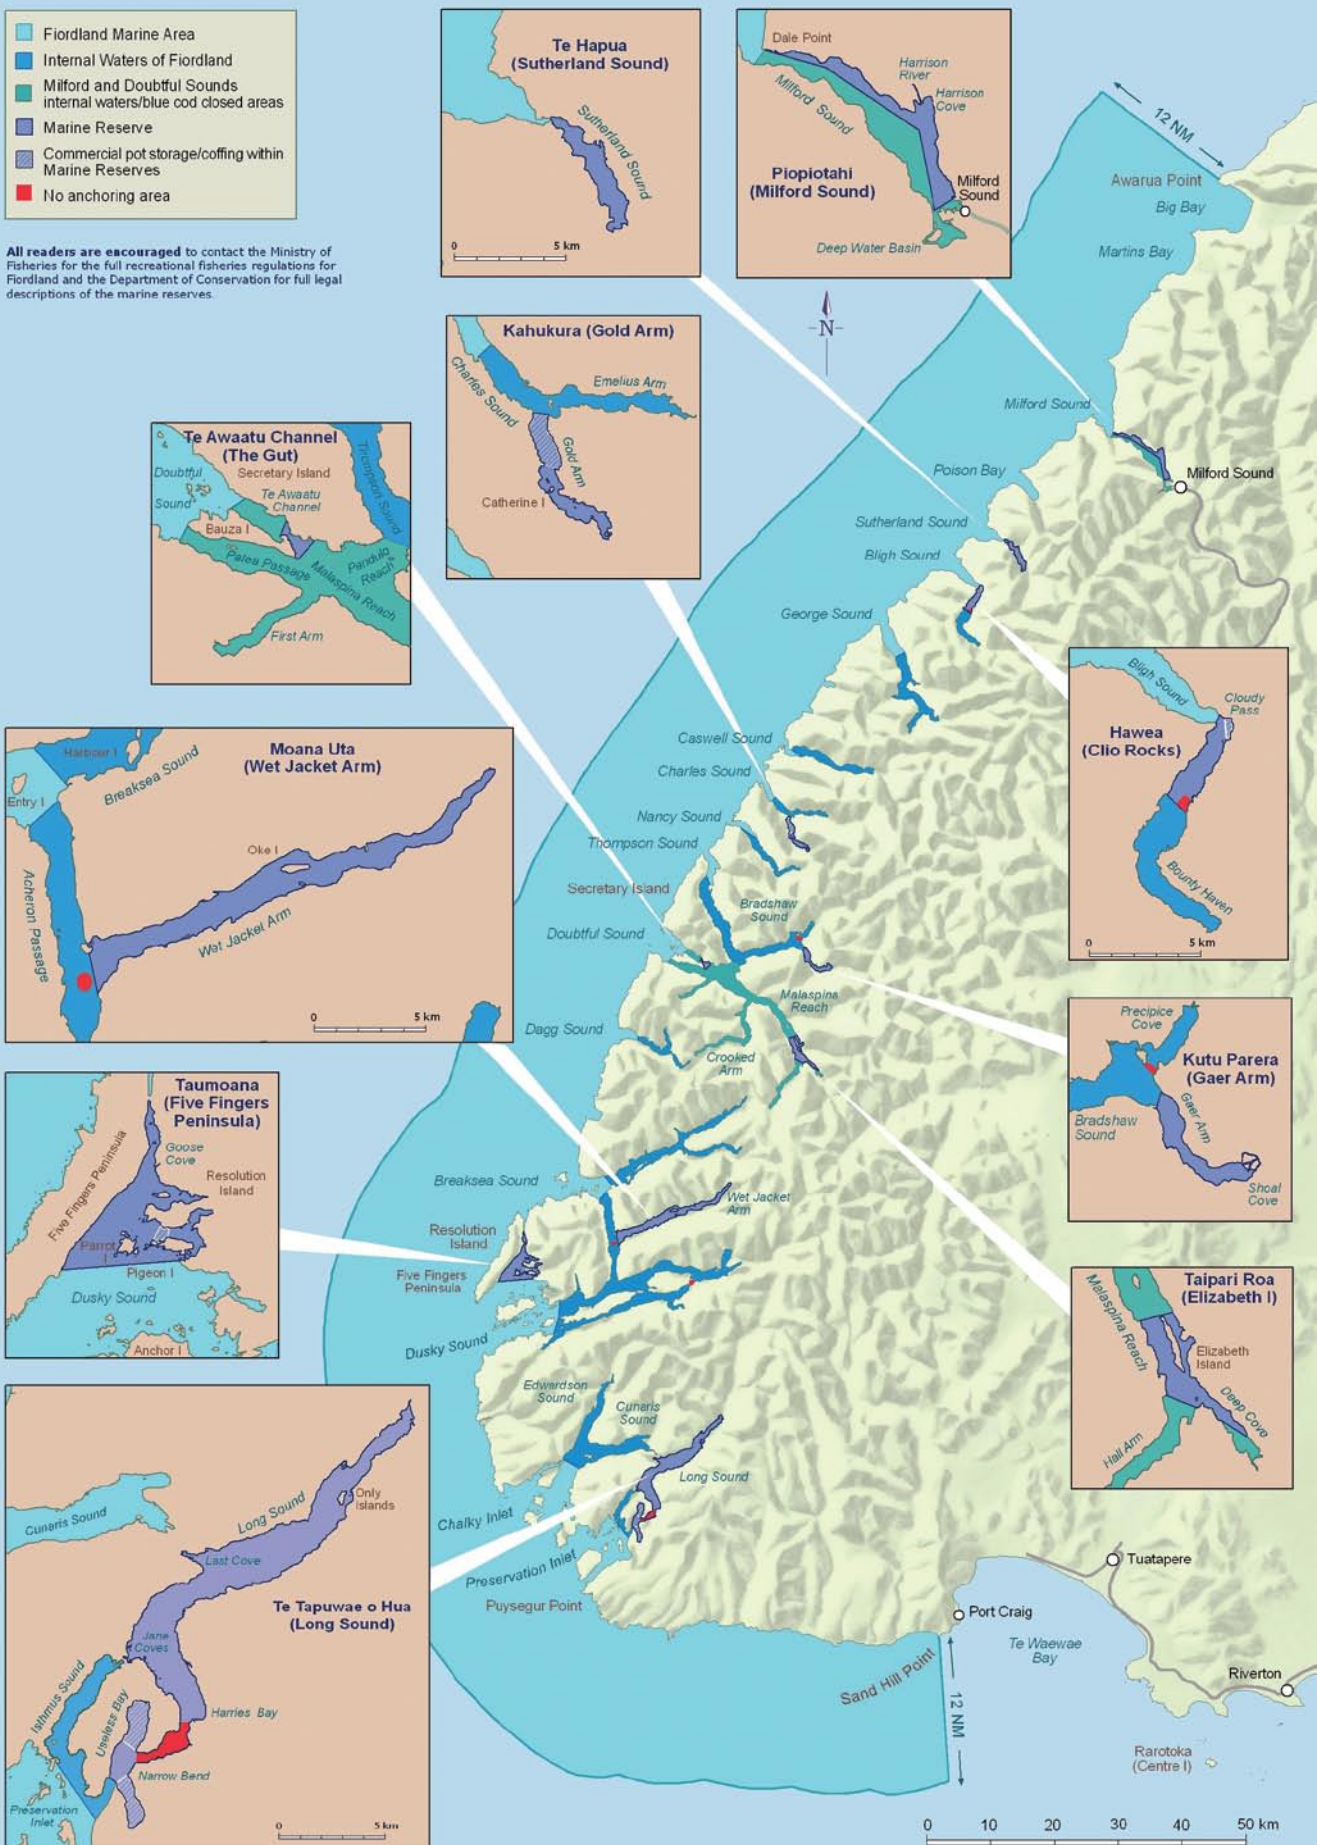 Fiordland Marine Area
Internal Waters of Fiordland
Milford and Doubtful Sounds
internal waters/blue cod closed areas
Marine Reserve
Commercial pot storage/coffing within
Marine Reserves
No anchoring area
All readers are encouraged to contact the Ministry of
Fisheries for the full recreational fisheries regulations for
Fiordland and the Department of Conservation for full legal
descriptions of the marine reserves.
Te Hapua
(Sutherland Sound)
Sutherland Sound
0 5 km
Dale Point
Harrison
River
Harrison
Cove
Milford Sound
Piopiotahi
(Milford Sound)
Milford
Sound
Deep Water Basin
12 NM
Awarua Point
Big Bay
Martins Bay
-N-
Kahukura (Gold Arm)
Charles Sound
Emelius Arm
Gold Arm
Catherine I
Te Awaatu Channel
(The Gut)
Secretary Island
Doubtful
Sound
Te Awaatu
Channel
Thompson Sound
Bauza I
Patea Passage
Pandulo
Reach
Malaspina Reach
First Arm
Milford Sound
Milford Sound
Poison Bay
Sutherland Sound
Bligh Sound
George Sound
Bligh Sound
Cloudy
Pass
Hawea
(Clio Rocks)
Bounty Haven
0 5 km
Harbour I
Moana Uta
(Wet Jacket Arm)
Breaksea Sound
Entry I
Oke I
Acheron Passage
Wet Jacket Arm
0 5 km
Caswell Sound
Charles Sound
Nancy Sound
Thompson Sound
Secretary Island
Bradshaw
Sound
Doubtful Sound
Malaspina
Reach
Dagg Sound
Crooked
Arm
Precipice
Cove
Kutu Parera
(Gaer Arm)
Bradshaw
Sound
Gaer Arm
Shoal
Cove
Taumoana
(Five Fingers
Peninsula)
Goose
Cove
Five Fingers Peninsula
Resolution
Island
Parrot
I
Pigeon I
Dusky Sound
Anchor I
Breaksea Sound
Wet Jacket
Arm
Resolution
Island
Five Fingers
Peninsula
Dusky Sound
Taipari Roa
(Elizabeth I)
Malaspina Reach
Elizabeth
Island
Deep Cove
Hall Arm
Edwardson
Sound
Cunaris
Sound
Long Sound
Chalky Inlet
Preservation Inlet
Puysegur Point
Cunaris Sound
Long Sound
Only
Islands
Last Cove
Te Tapuwae o Hua
(Long Sound)
Jane
Coves
Isthmus Sound
Useless Bay
Harries Bay
Narrow Bend
Preservation
Inlet
0 5 km
Tuatapere
Port Craig
Te Waewae
Bay
Sand Hill Point
12 NM
Riverton
Rarotoka
(Centre I)
0 10 20 30 40 50 km